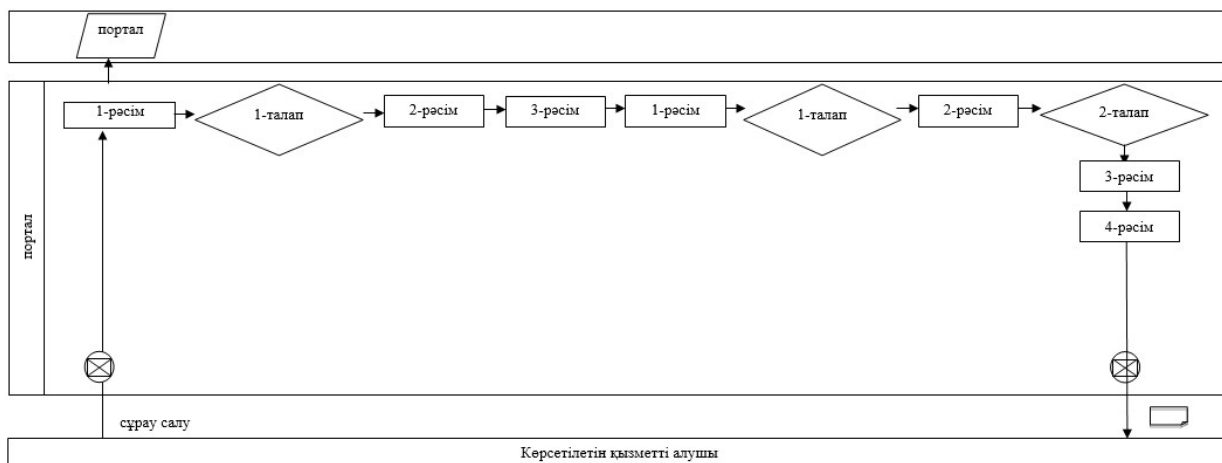 портал
1-рәсім
1-талап
2-рәсім
3-рәсім
1-рәсім
1-талап
2-рәсім
2-талап
3-рәсім
4-рәсім
портал
сұрау салу
Көрсетілетін қызметті алушы